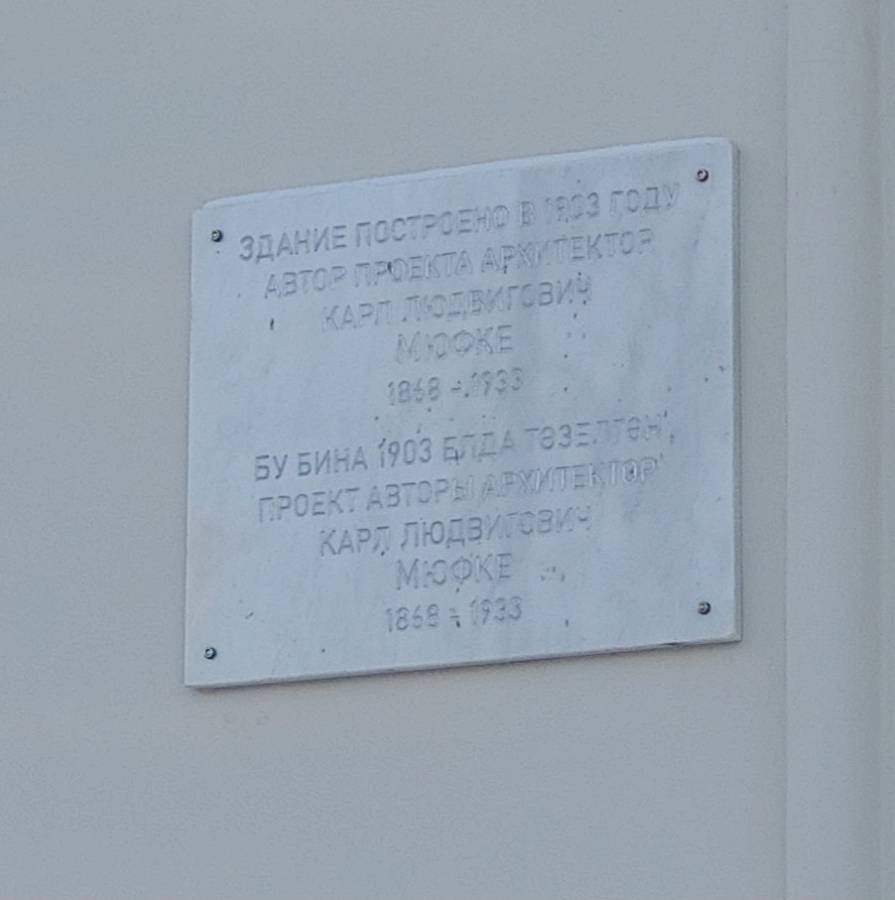 ЗДАНИЕ ПОСТРОЕНО В 1903 ГОДУ
АВТОР ПРОЕКТА АРХИТЕКТОР
КАРЛ ЛЮДВИГОВИЧ
МЮФКЕ
1868 - 1933
БУ БИНА 1903 ЕЛДА ТӨЗЕЛГӘН,
ПРОЕКТ АВТОРЫ АРХИТЕКТОР
КАРЛ ЛЮДВИГОВИЧ
МЮФКЕ
1868 - 1933